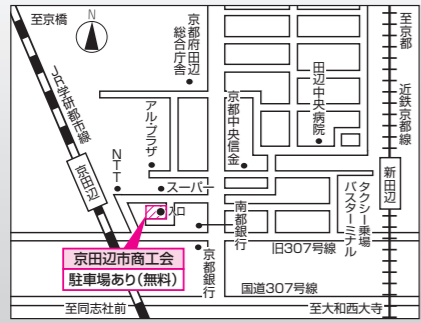 至京橋
N
京都府田辺
総合庁舎
至京都
JR学研都市線
アル・プラザ
京都中央信金
田辺中央病院
近鉄京都線
京田辺
NTT
スーパー
入口
新田辺
タクシー乗場
バスターミナル
南都銀行
京都銀行
旧307号線
京田辺市商工会
駐車場あり(無料)
国道307号線
至同志社前
至大和西大寺